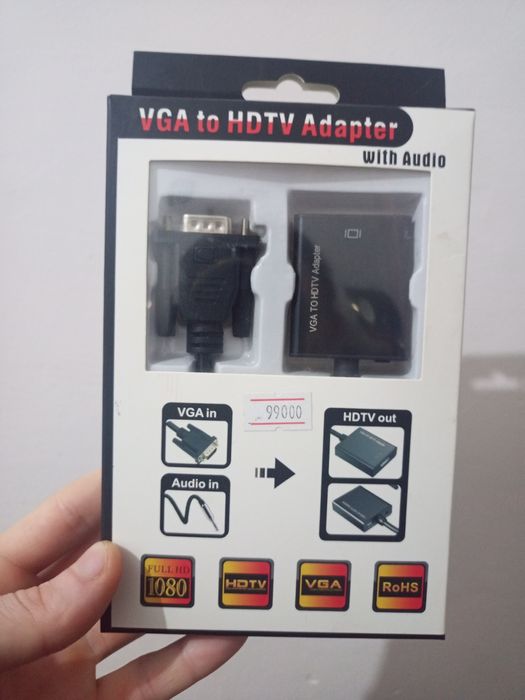 VGA to HDTV Adapter
with Audio
VGA TO HDTV Adapter
99000
VGA in
HDTV out
Audio in
FULL HD
1080
HDTV
VGA
RoHS